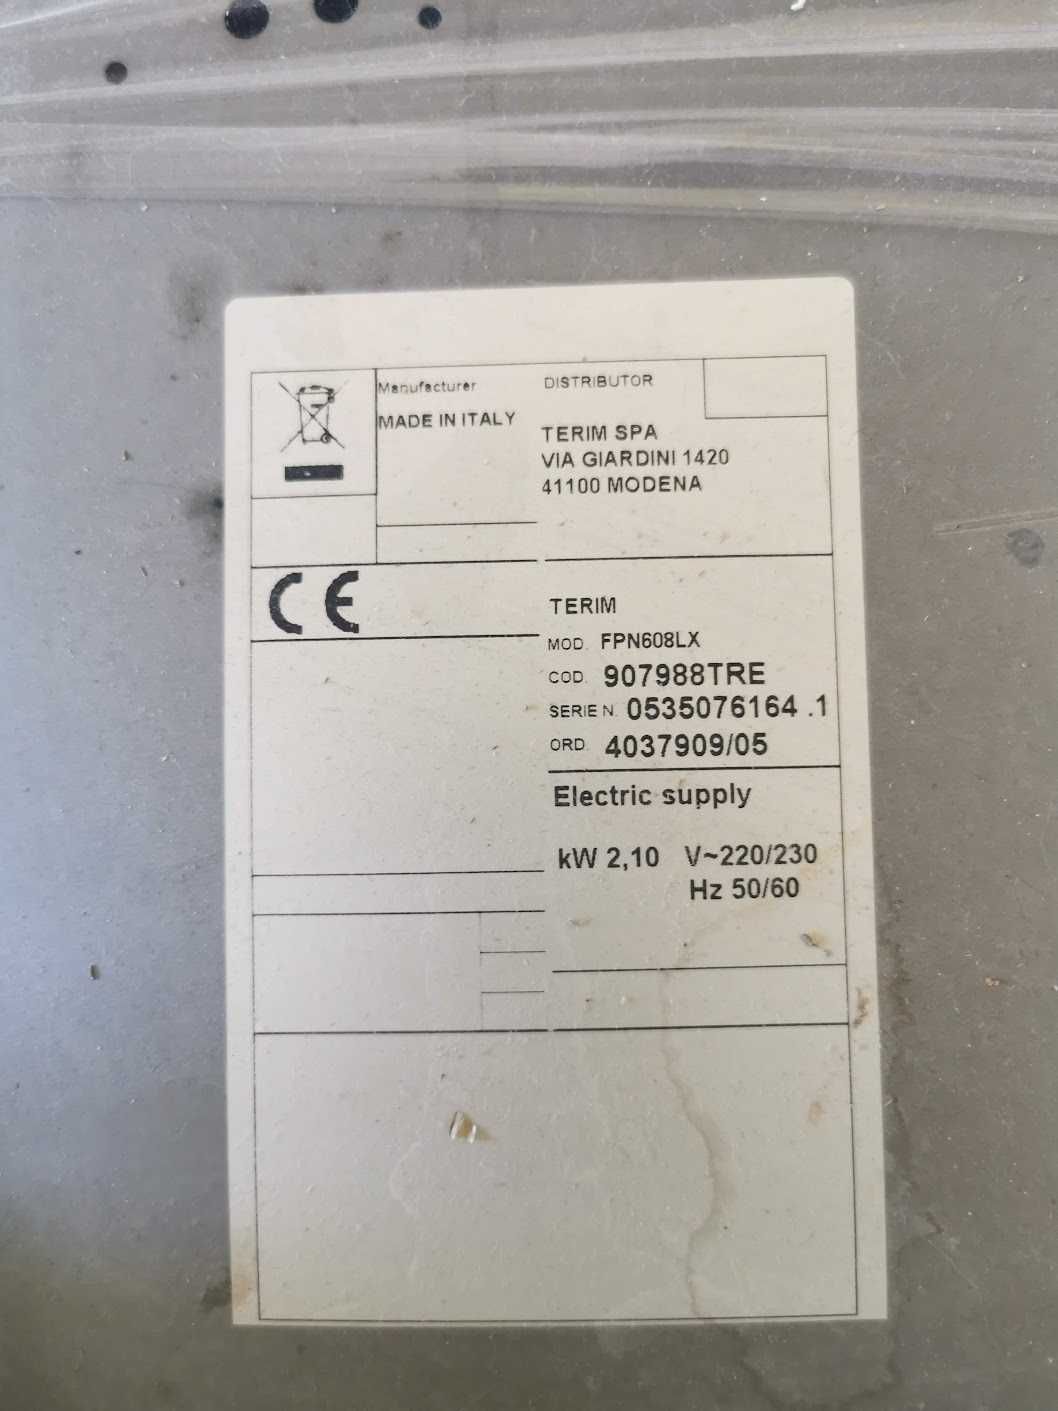 Manufacturer
MADE IN ITALY
DISTRIBUTOR
TERIM SPA
VIA GIARDINI 1420
41100 MODENA
CE
TERIM
MOD. FPN608LX
COD. 907988TRE
SERIE N. 0535076164 .1
ORD. 4037909/05
Electric supply
kW 2,10 V~220/230
Hz 50/60